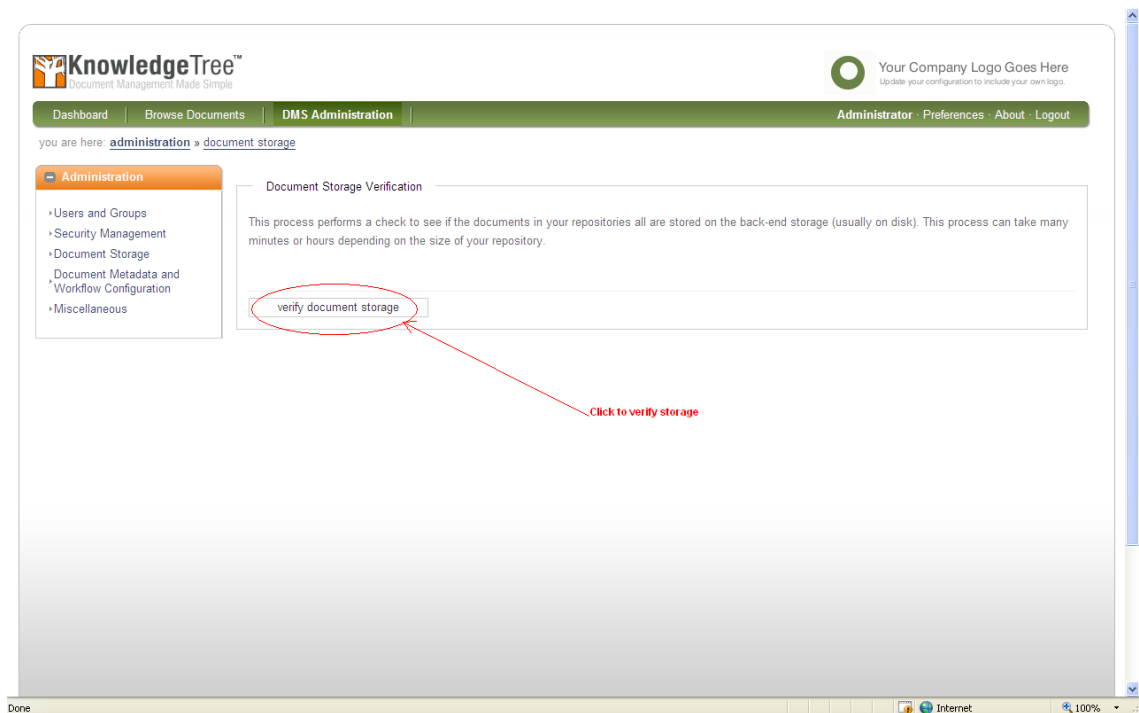 KnowledgeTree™
Document Management Made Simple
Your Company Logo Goes Here
Update your configuration to include your own logo.
Dashboard Browse Documents DMS Administration Administrator · Preferences · About · Logout
you are here: administration » document storage
Administration
Users and Groups
Security Management
Document Storage
Document Metadata and
Workflow Configuration
Miscellaneous
Document Storage Verification
This process performs a check to see if the documents in your repositories all are stored on the back-end storage (usually on disk). This process can take many
minutes or hours depending on the size of your repository.
verify document storage
Click to verify storage
Done Internet 100%